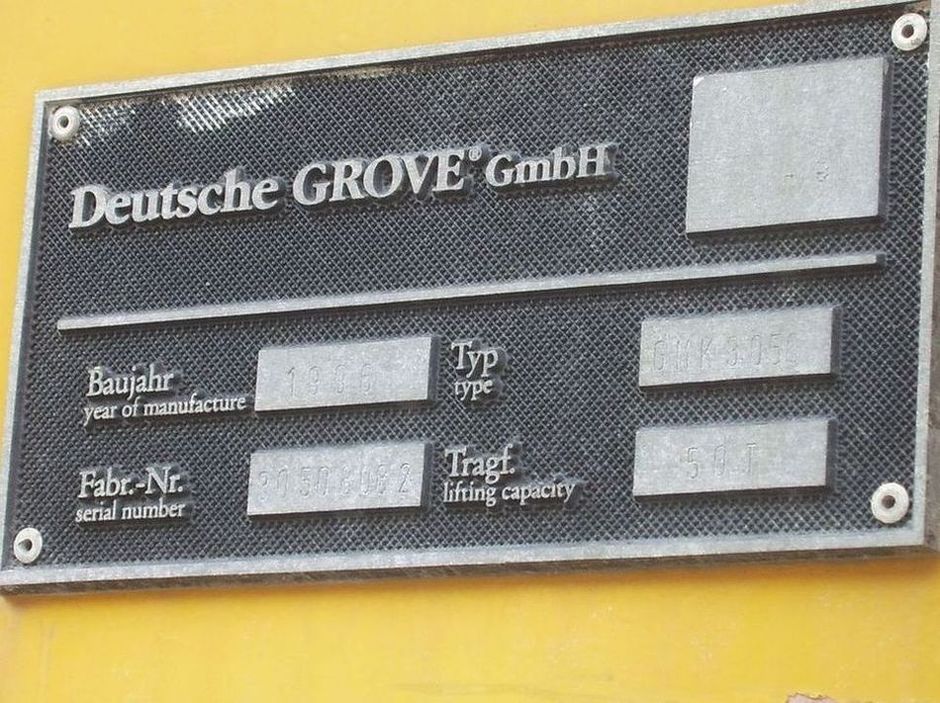 Deutsche GROVE® GmbH
Baujahr
year of manufacture
1996
Typ
type
GMK 3050
Fabr.-Nr.
serial number
Tragf.
lifting capacity
50T